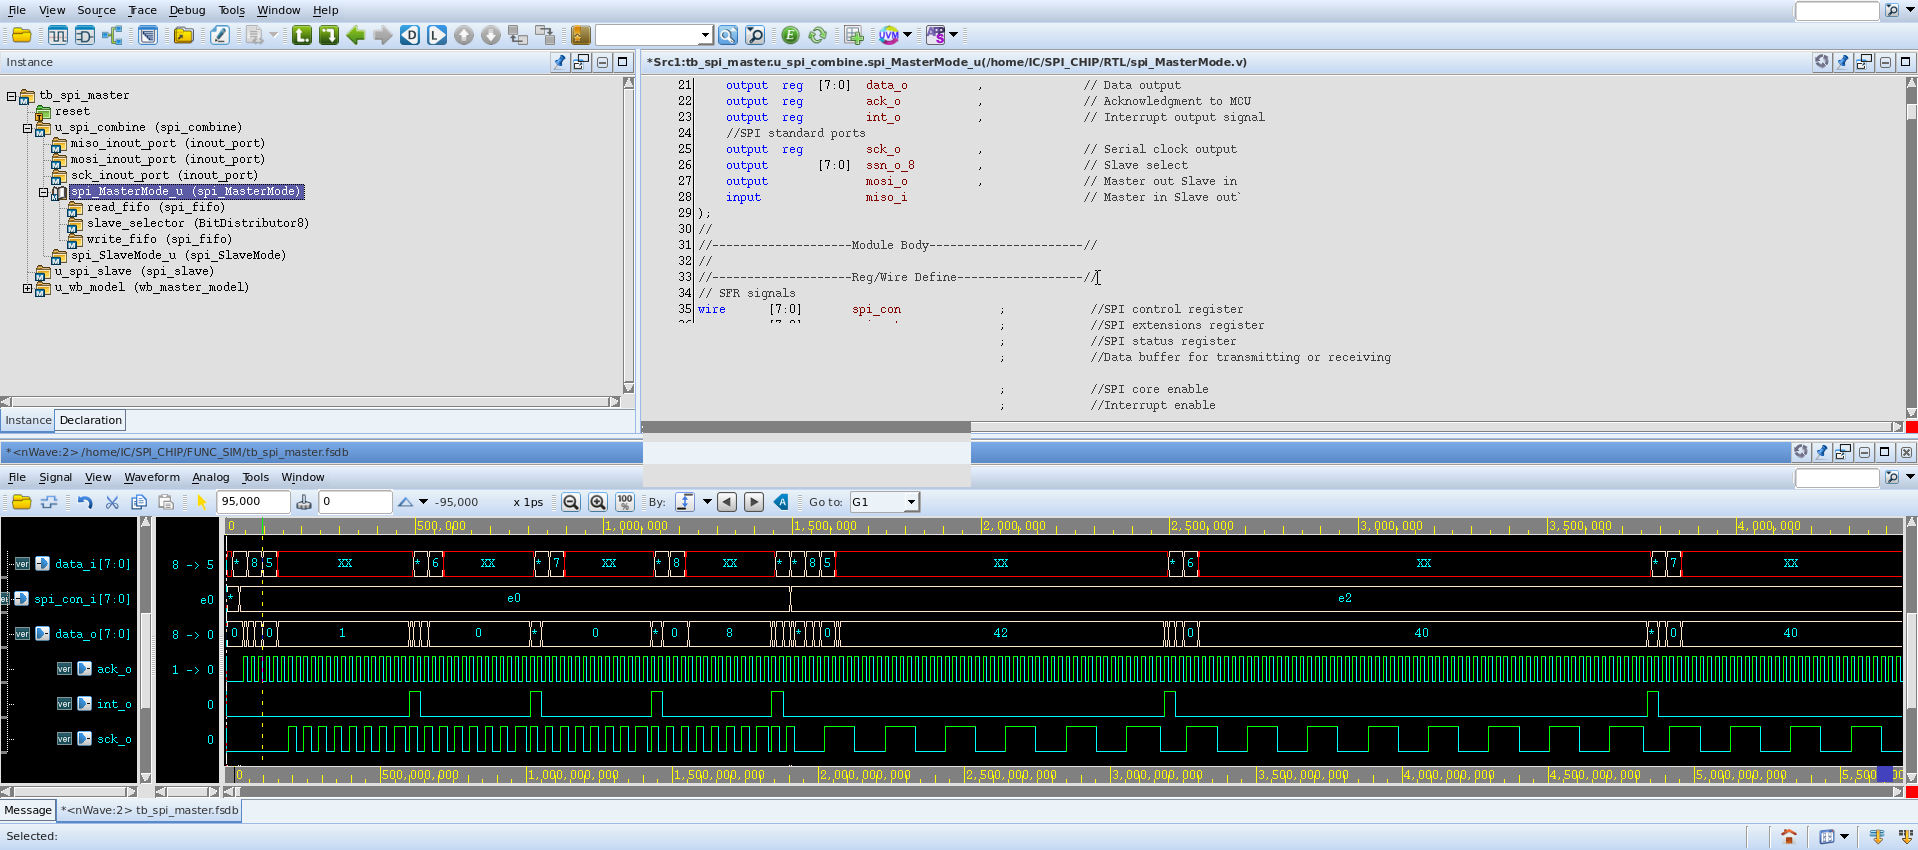 File View Source Trace Debug Tools Window Help
Instance
tb_spi_master
reset
u_spi_combine (spi_combine)
miso_inout_port (inout_port)
mosi_inout_port (inout_port)
sck_inout_port (inout_port)
spi_MasterMode_u (spi_MasterMode)
read_fifo (spi_fifo)
slave_selector (BitDistributor8)
write_fifo (spi_fifo)
spi_SlaveMode_u (spi_SlaveMode)
u_spi_slave (spi_slave)
u_wb_model (wb_master_model)
Instance Declaration
*Src1:tb_spi_master.u_spi_combine.spi_MasterMode_u(/home/IC/SPI_CHIP/RTL/spi_MasterMode.v)
21 output reg [7:0] data_o , // Data output
22 output reg ack_o , // Acknowledgment to MCU
23 output reg int_o , // Interrupt output signal
24 //SPI standard ports
25 output reg sck_o , // Serial clock output
26 output [7:0] ssn_o_8 , // Slave select
27 output mosi_o , // Master out Slave in
28 input miso_i // Master in Slave out`
29 );
30 //
31 //--------------------Module Body----------------------//
32 //
33 //--------------------Reg/Wire Define------------------//
34 // SFR signals
35 wire [7:0] spi_con ; //SPI control register
; //SPI extensions register
; //SPI status register
; //Data buffer for transmitting or receiving
; //SPI core enable
; //Interrupt enable
*<nWave:2> /home/IC/SPI_CHIP/FUNC_SIM/tb_spi_master.fsdb
File Signal View Waveform Analog Tools Window
95,000 0 -95,000 x 1ps 100% By: Go to: G1
0 500,000 1,000,000 1,500,000 2,000,000 2,500,000 3,000,000 3,500,000 4,000,000
ver data_i[7:0] 8 -> 5 * 8 5 XX * 6 XX * 7 XX * 8 XX * * 8 5 XX * 6 XX * 7 XX
spi_con_i[7:0] e0 * e0 e2
ver data_o[7:0] 8 -> 0 0 0 1 0 * 0 * 0 8 * 0 42 0 40 * 0 40
ver ack_o 1 -> 0
ver int_o 0
ver sck_o 0
0 500,000,000 1,000,000,000 1,500,000,000 2,000,000,000 2,500,000,000 3,000,000,000 3,500,000,000 4,000,000,000 4,500,000,000 5,000,000,000
Message *<nWave:2> tb_spi_master.fsdb
Selected: